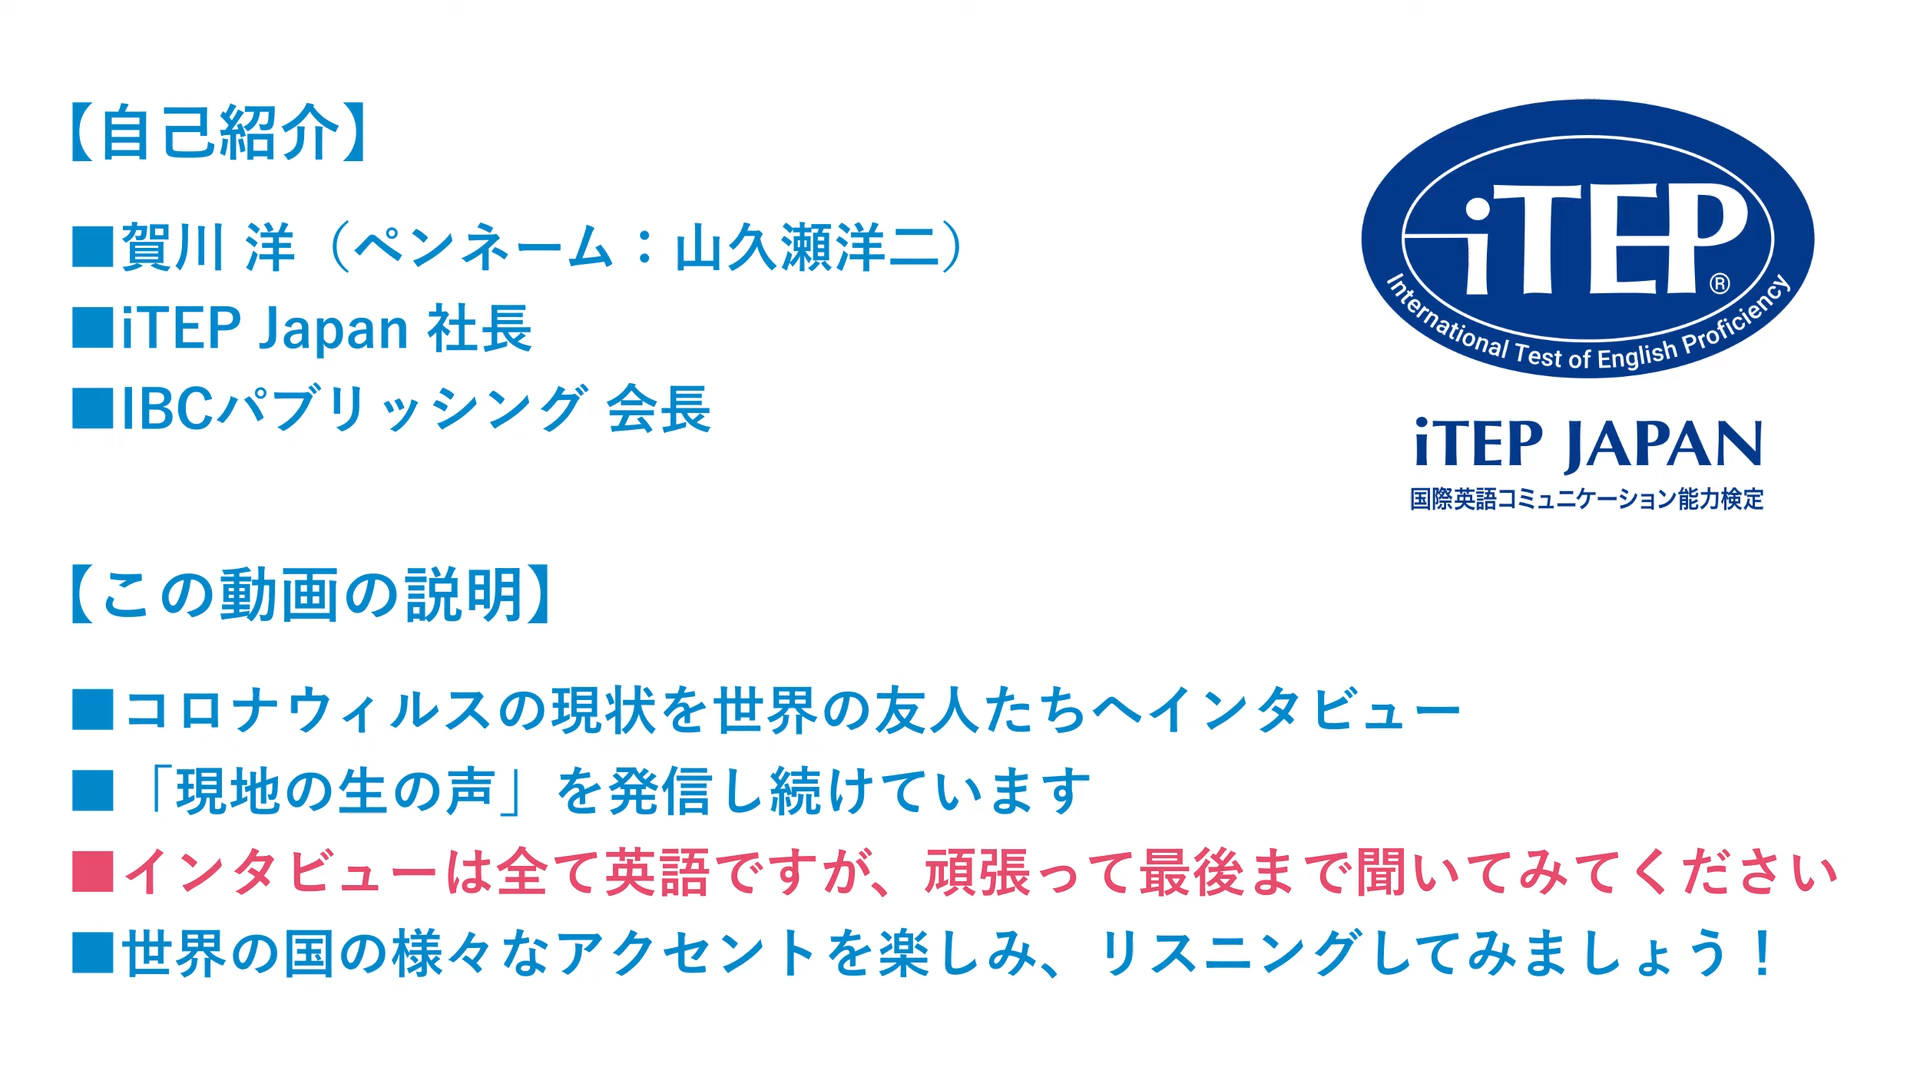 【自己紹介】
■賀川 洋（ペンネーム：山久瀬洋二）
■iTEP Japan 社長
■IBCパブリッシング 会長
iTEP®
International Test of English Proficiency
iTEP JAPAN
国際英語コミュニケーション能力検定
【この動画の説明】
■コロナウィルスの現状を世界の友人たちへインタビュー
■「現地の生の声」を発信し続けています
■インタビューは全て英語ですが、頑張って最後まで聞いてみてください
■世界の国の様々なアクセントを楽しみ、リスニングしてみましょう！